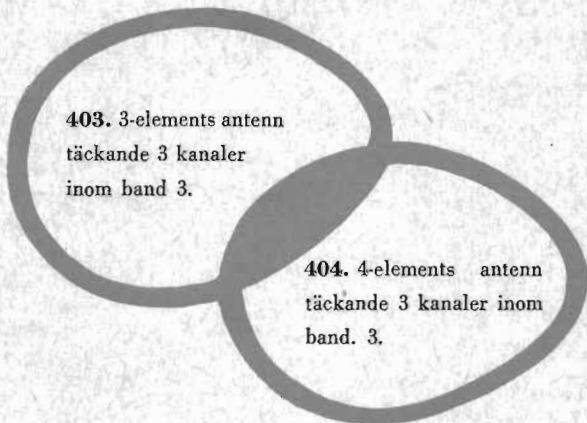 403. 3-elements antenn
täckande 3 kanaler
inom band 3.
404. 4-elements antenn
täckande 3 kanaler inom
band. 3.